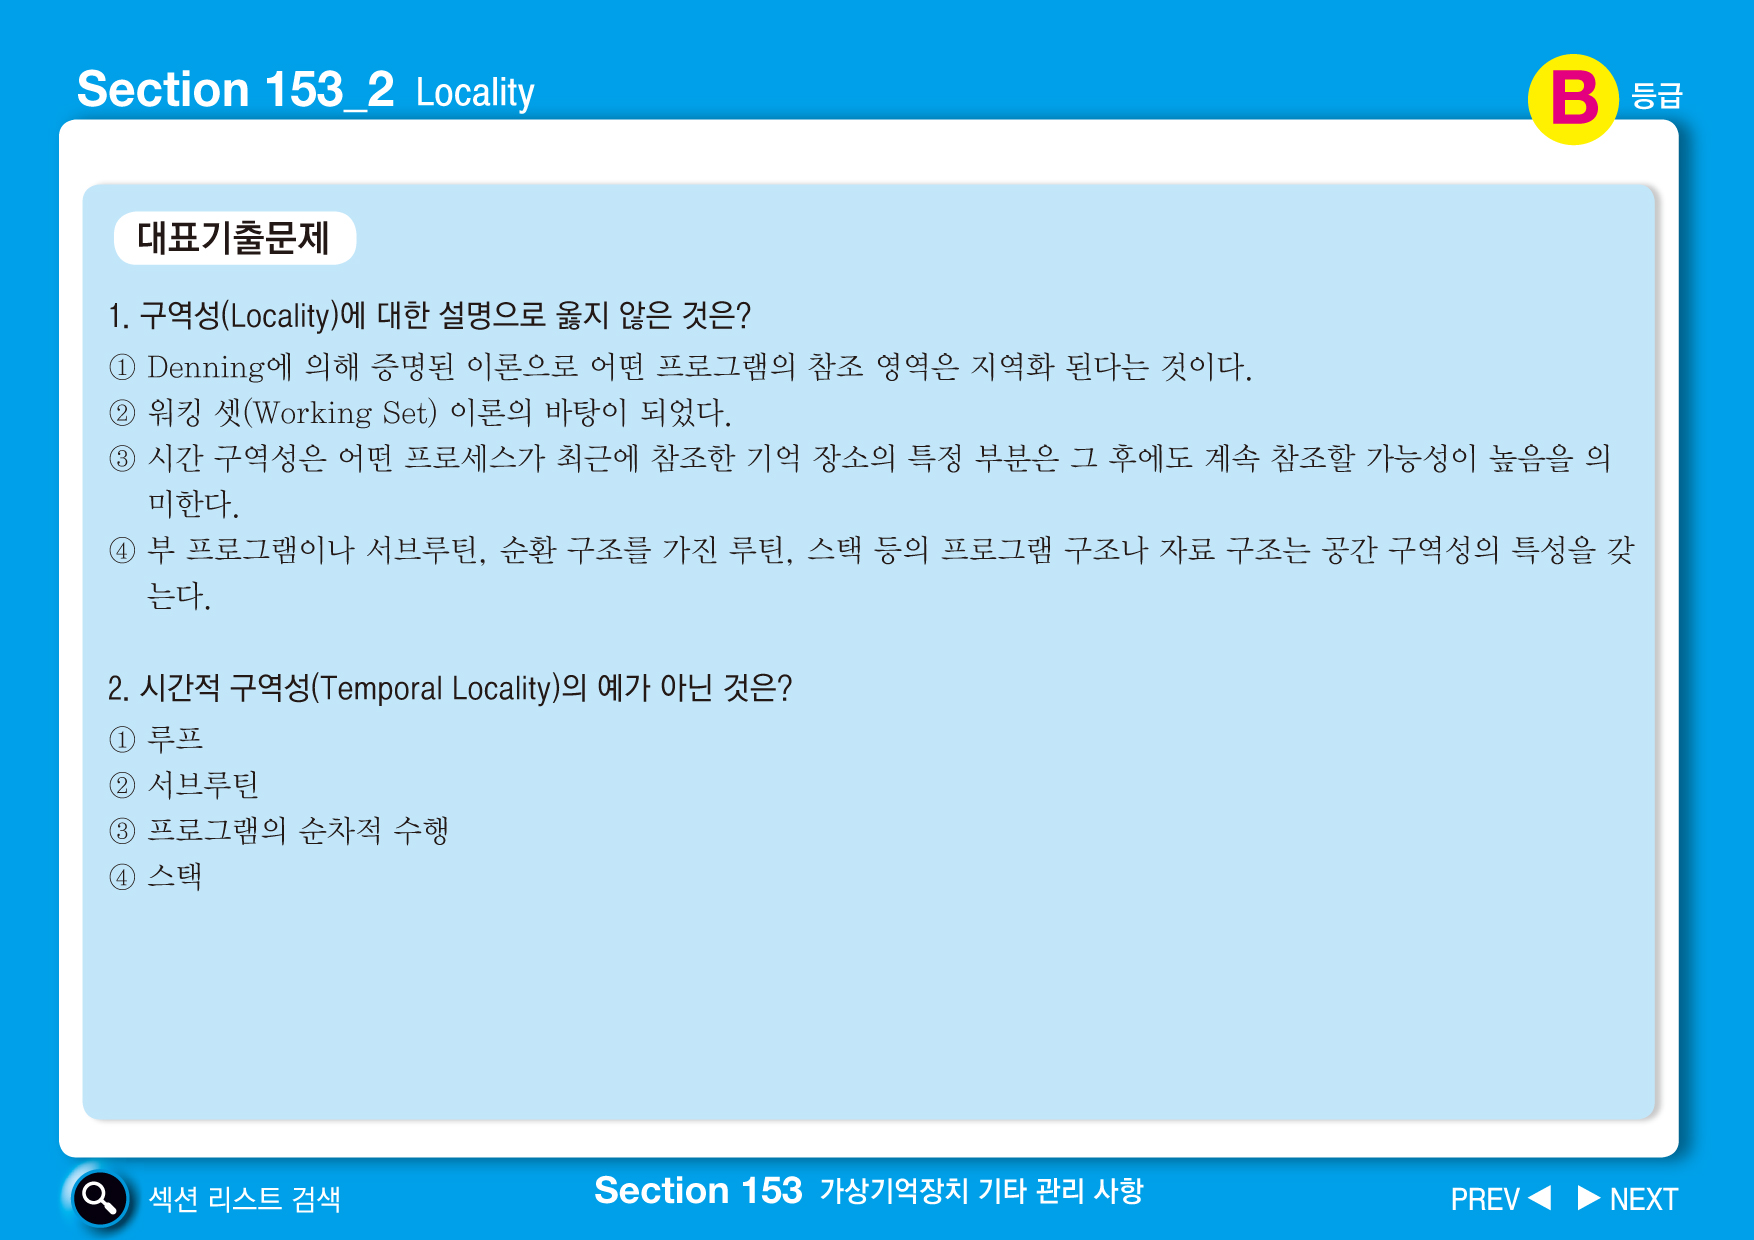 Section 153_2 Locality
B 등급
대표기출문제
1. 구역성(Locality)에 대한 설명으로 옳지 않은 것은?
① Denning에 의해 증명된 이론으로 어떤 프로그램의 참조 영역은 지역화 된다는 것이다.
② 워킹 셋(Working Set) 이론의 바탕이 되었다.
③ 시간 구역성은 어떤 프로세스가 최근에 참조한 기억 장소의 특정 부분은 그 후에도 계속 참조할 가능성이 높음을 의
미한다.
④ 부 프로그램이나 서브루틴, 순환 구조를 가진 루틴, 스택 등의 프로그램 구조나 자료 구조는 공간 구역성의 특성을 갖
는다.
2. 시간적 구역성(Temporal Locality)의 예가 아닌 것은?
① 루프
② 서브루틴
③ 프로그램의 순차적 수행
④ 스택
섹션 리스트 검색
Section 153 가상기억장치 기타 관리 사항
PREV ◀ ▶ NEXT